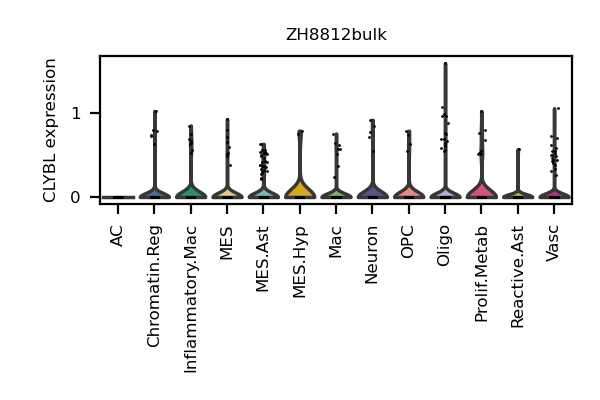 ZH8812bulk
CLYBL expression
1
0
AC
Chromatin.Reg
Inflammatory.Mac
MES
MES.Ast
MES.Hyp
Mac
Neuron
OPC
Oligo
Prolif.Metab
Reactive.Ast
Vasc